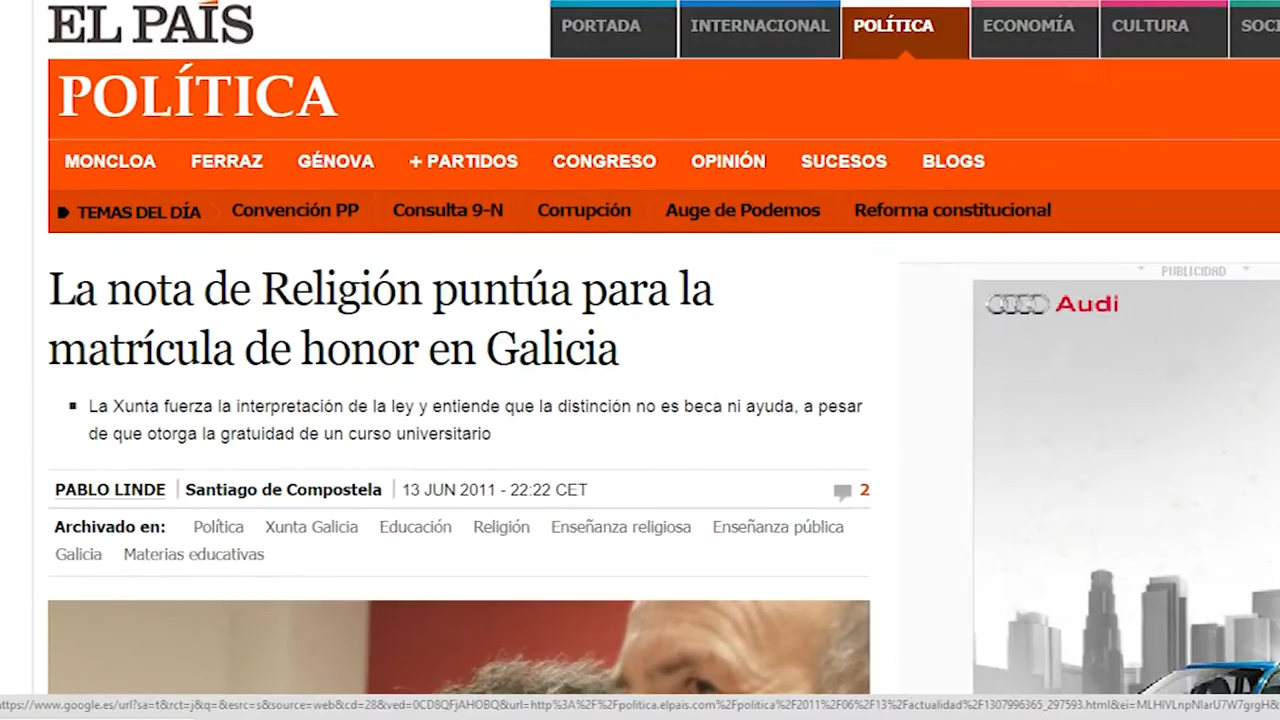 EL PAÍS
PORTADA INTERNACIONAL POLÍTICA ECONOMÍA CULTURA SOCI
POLÍTICA
MONCLOA FERRAZ GÉNOVA + PARTIDOS CONGRESO OPINIÓN SUCESOS BLOGS
TEMAS DEL DÍA Convención PP Consulta 9-N Corrupción Auge de Podemos Reforma constitucional
La nota de Religión puntúa para la
matrícula de honor en Galicia
La Xunta fuerza la interpretación de la ley y entiende que la distinción no es beca ni ayuda, a pesar
de que otorga la gratuidad de un curso universitario
PABLO LINDE Santiago de Compostela 13 JUN 2011 - 22:22 CET 2
Archivado en: Política Xunta Galicia Educación Religión Enseñanza religiosa Enseñanza pública
Galicia Materias educativas
PUBLICIDAD
Audi